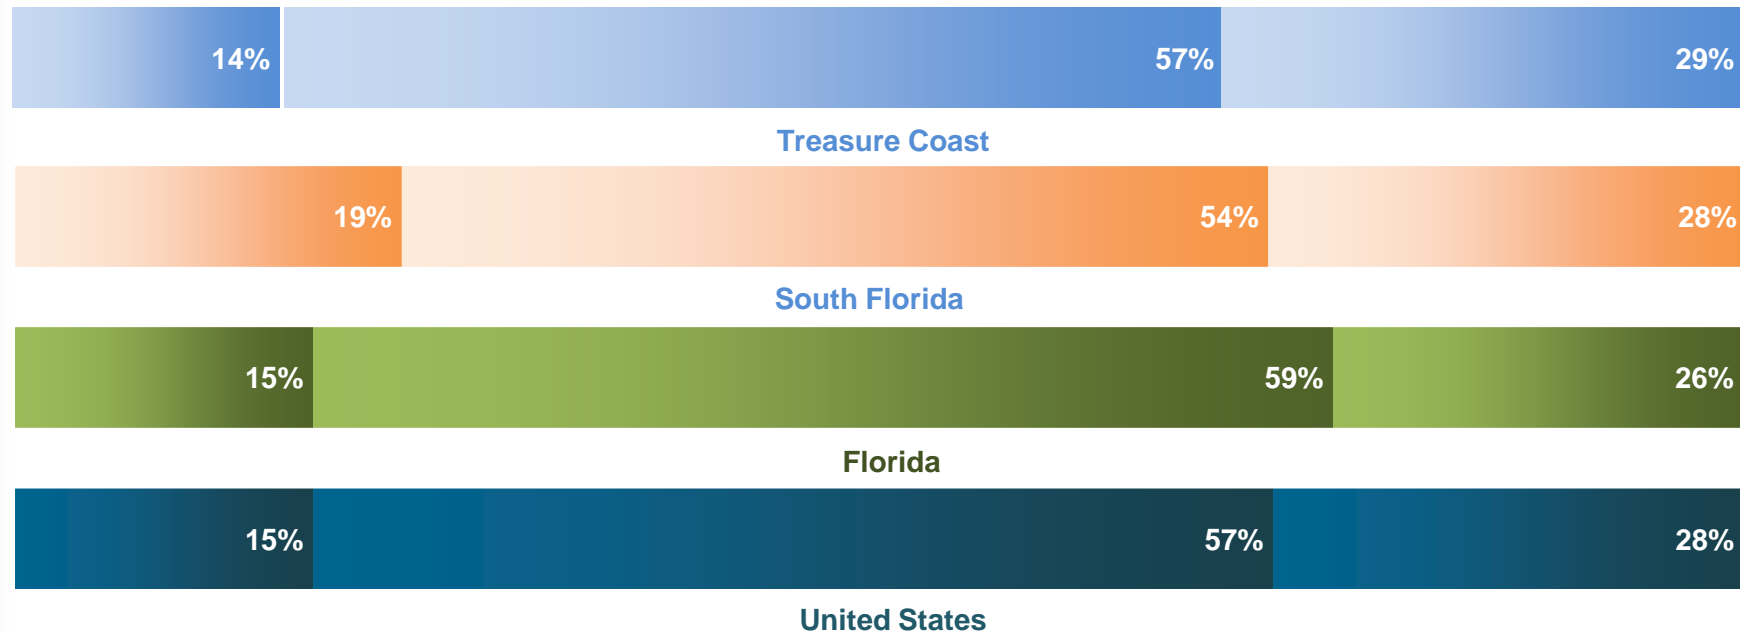 14% 57% 29%
Treasure Coast
19% 54% 28%
South Florida
15% 59% 26%
Florida
15% 57% 28%
United States